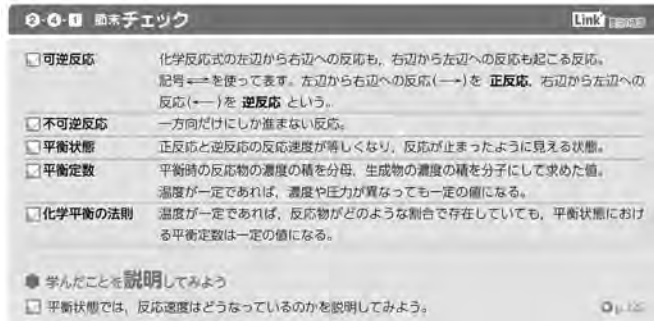 ❷-❹-❶ 節末チェック Link
可逆反応 化学反応式の左辺から右辺への反応も，右辺から左辺への反応も起こる反応。
記号⇄を使って表す。左辺から右辺への反応(→)を 正反応，右辺から左辺への
反応(←)を 逆反応 という。
不可逆反応 一方向だけにしか進まない反応。
平衡状態 正反応と逆反応の反応速度が等しくなり，反応が止まったように見える状態。
平衡定数 平衡時の反応物の濃度の積を分母，生成物の濃度の積を分子にして求めた値。
温度が一定であれば，濃度や圧力が異なっても一定の値になる。
化学平衡の法則 温度が一定であれば，反応物がどのような割合で存在していても，平衡状態におけ
る平衡定数は一定の値になる。
学んだことを説明してみよう
平衡状態では，反応速度はどうなっているのかを説明してみよう。